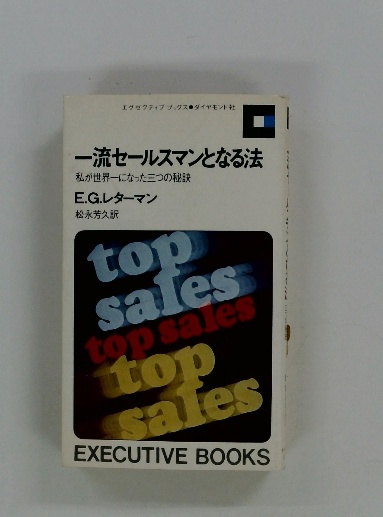 エグゼクティブ・ブックス●ダイヤモンド社
一流セールスマンとなる法
私が世界一になった三つの秘訣
E.G.レターマン
松永芳久訳
top
sales
top sales
top
sales
EXECUTIVE BOOKS